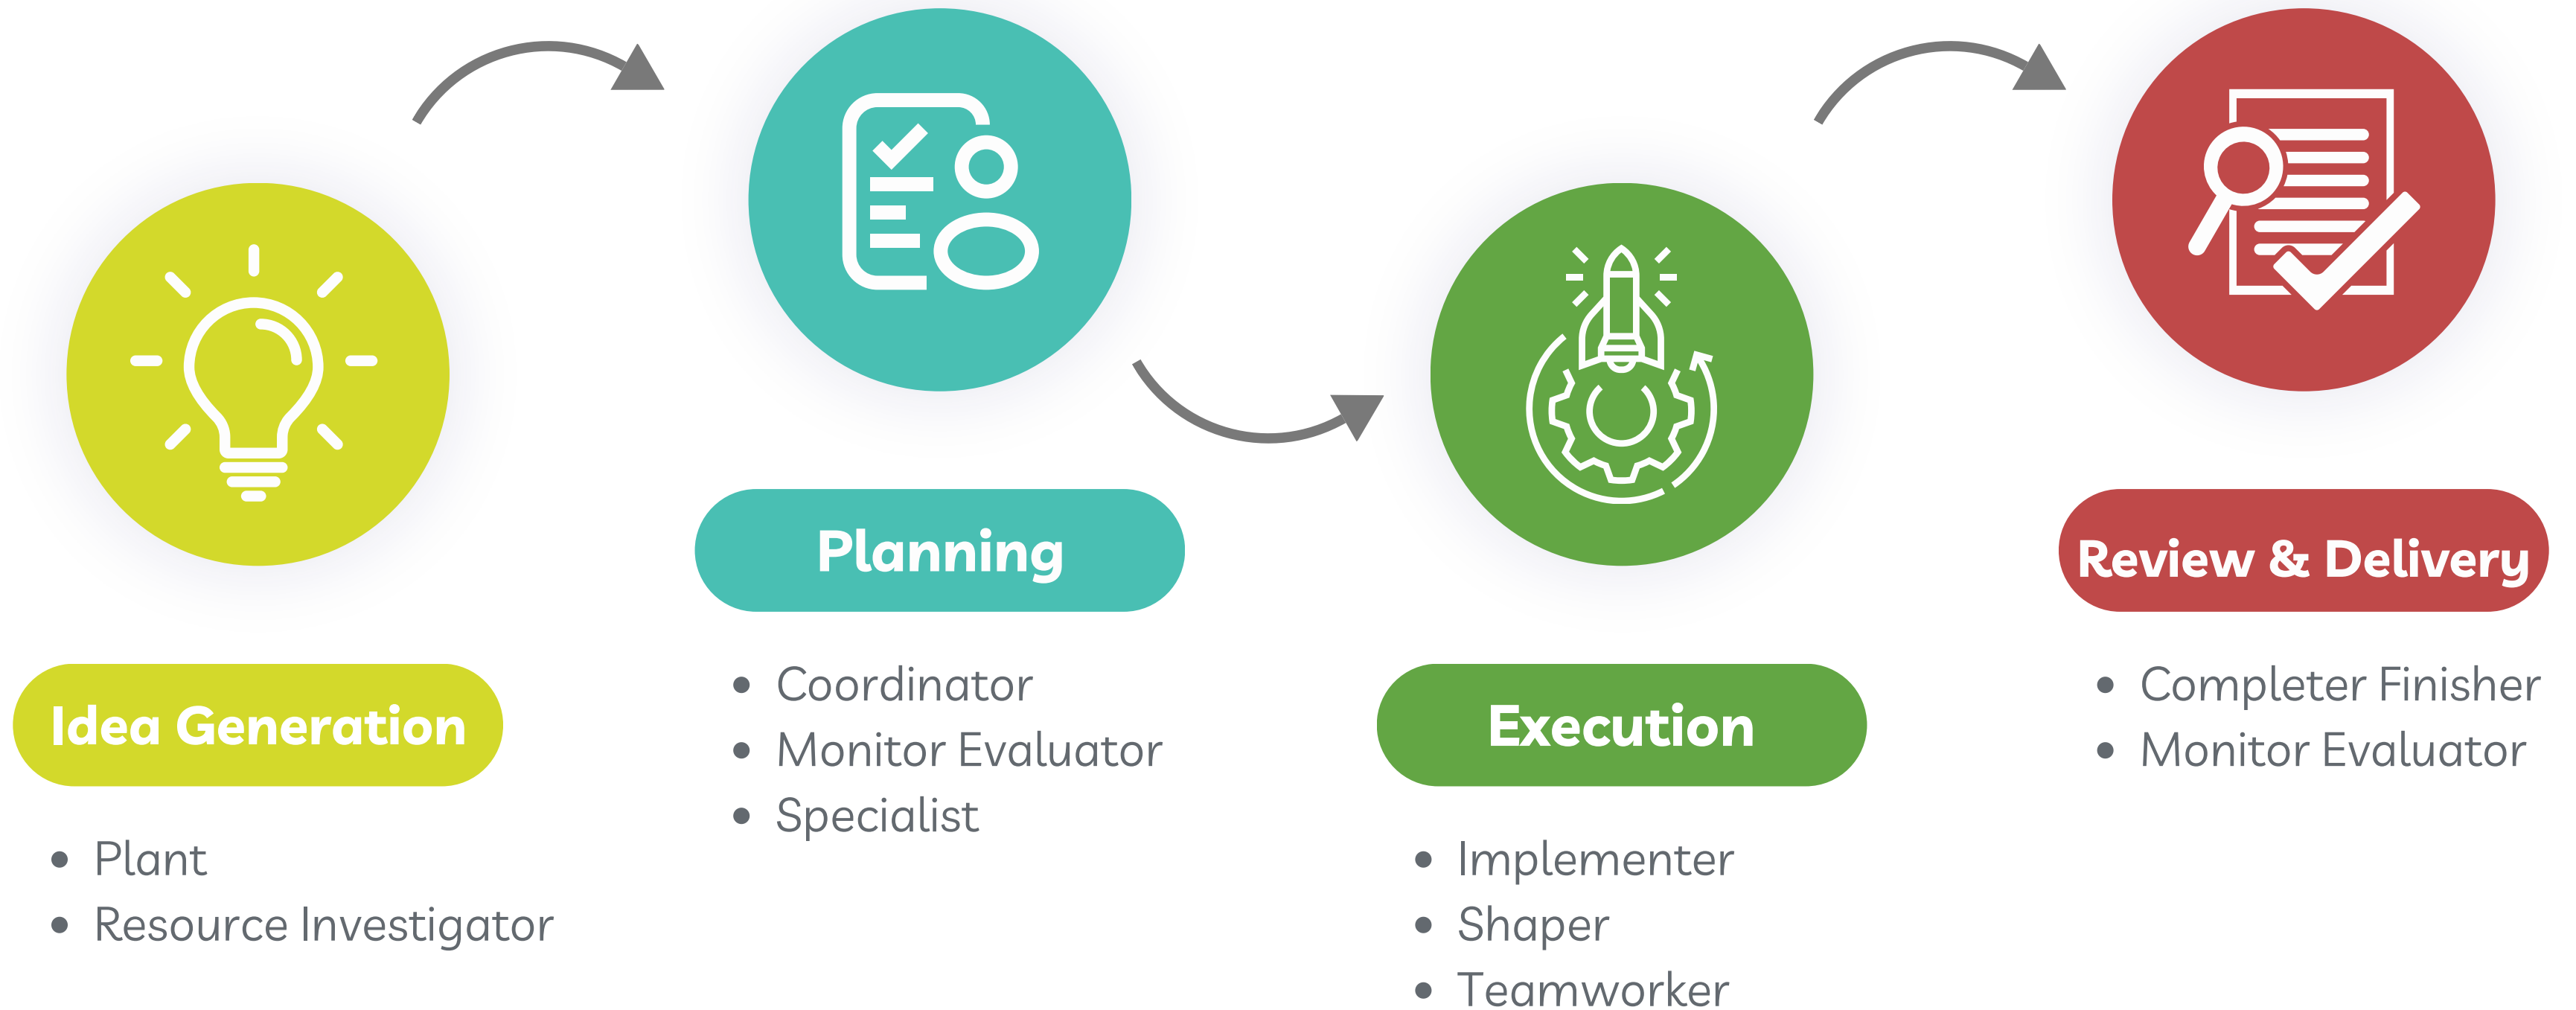 Idea Generation
• Plant
• Resource Investigator
Planning
• Coordinator
• Monitor Evaluator
• Specialist
Execution
• Implementer
• Shaper
• Teamworker
Review & Delivery
• Completer Finisher
• Monitor Evaluator